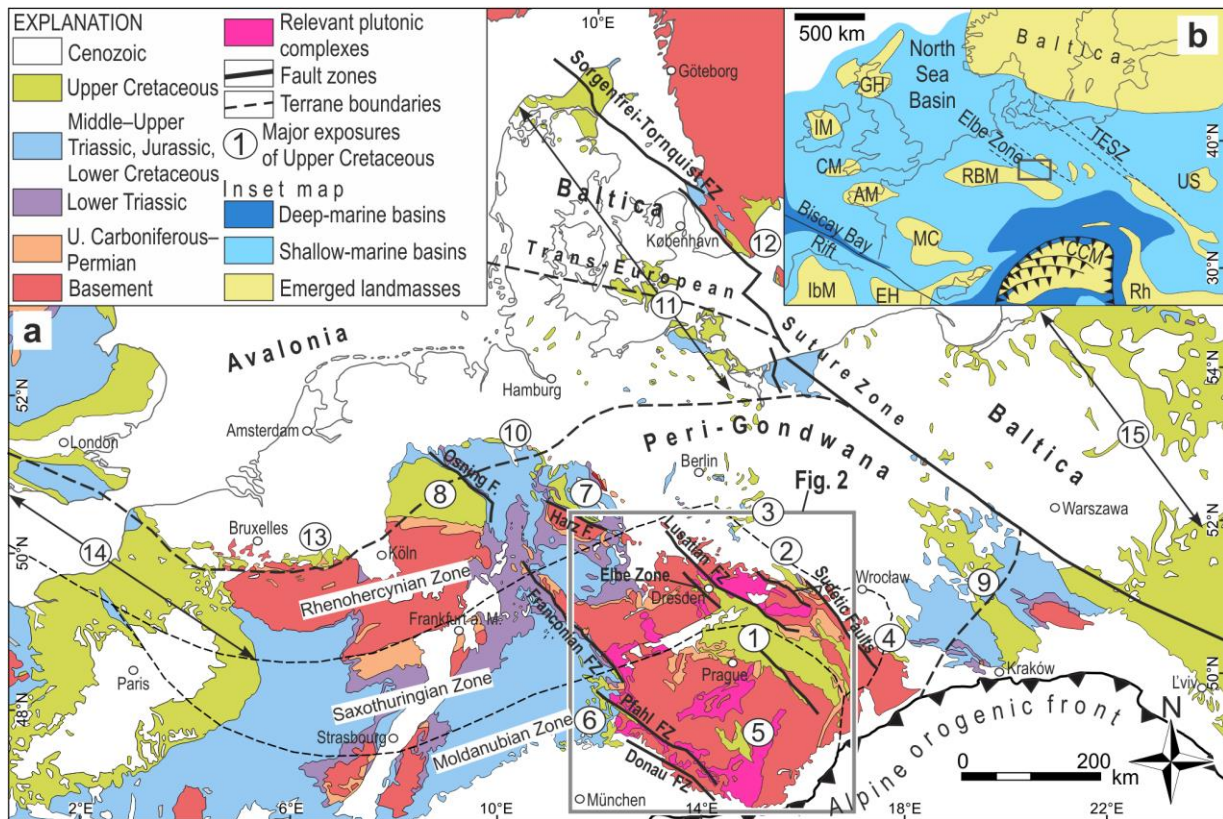 EXPLANATION
Cenozoic
Upper Cretaceous
Middle–Upper
Triassic, Jurassic,
Lower Cretaceous
Lower Triassic
U. Carboniferous–
Permian
Basement
Relevant plutonic
complexes
Fault zones
Terrane boundaries
1 Major exposures
of Upper Cretaceous
Inset map
Deep-marine basins
Shallow-marine basins
Emerged landmasses
b
500 km
North
Sea
Basin
Baltica
GH
IM
CM
AM
Elbe Zone
TESZ
RBM
US
MC
Biscay Bay
Rift
IbM
EH
CCM
Rh
40°N
30°N
a
10°E
Göteborg
Sorgenfrei-Tornquist FZ
Baltica
København
12
Trans-European
Suture Zone
11
Avalonia
Hamburg
52°N
54°N
London
Amsterdam
Peri-Gondwana
Baltica
15
10
Osning F.
Berlin
Fig. 2
8
7
Harz F.
3
Warszawa
52°N
Bruxelles
13
Köln
14
50°N
Rhenohercynian Zone
Lusatian FZ
2
Elbe Zone
Dresden
Sudetic Faults
Wrocław
9
Franconian FZ
Frankfurt a. M.
1
4
Prague
Kraków
Paris
Saxothuringian Zone
L'viv
50°N
48°N
Strasbourg
Moldanubian Zone
6
Pfahl FZ
5
Donau FZ
Alpine orogenic front
N
0
200
km
München
2°E
6°E
10°E
14°E
18°E
22°E